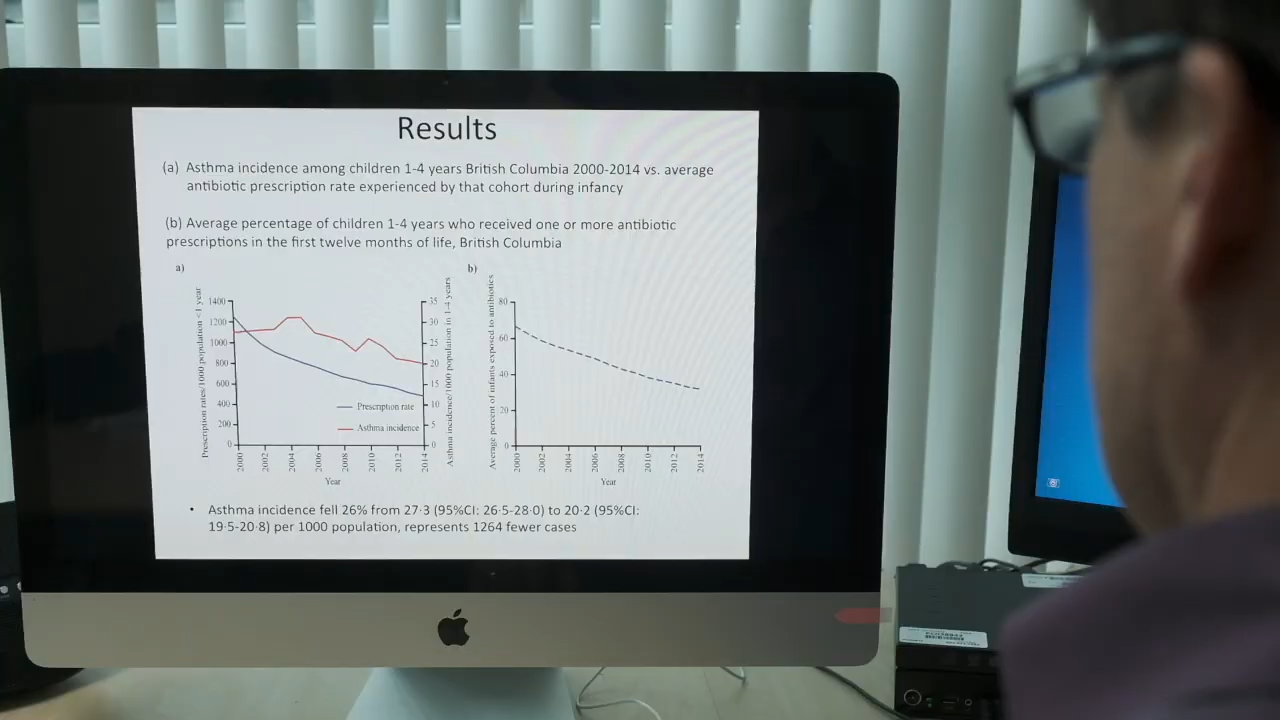 Results
(a) Asthma incidence among children 1-4 years British Columbia 2000-2014 vs. average
antibiotic prescription rate experienced by that cohort during infancy
(b) Average percentage of children 1-4 years who received one or more antibiotic
prescriptions in the first twelve months of life, British Columbia
a)
Prescription rates/1000 population <1 year
1400
1200
1000
800
600
400
200
0
35
30
25
20
15
10
5
0
Asthma incidence/1000 population in 1-4 years
Prescription rate
Asthma incidence
2000 2002 2004 2006 2008 2010 2012 2014
Year
b)
Average percent of infants exposed to antibiotics
80
60
40
20
0
2000 2002 2004 2006 2008 2010 2012 2014
Year
• Asthma incidence fell 26% from 27·3 (95%CI: 26·5-28·0) to 20·2 (95%CI:
19·5-20·8) per 1000 population, represents 1264 fewer cases